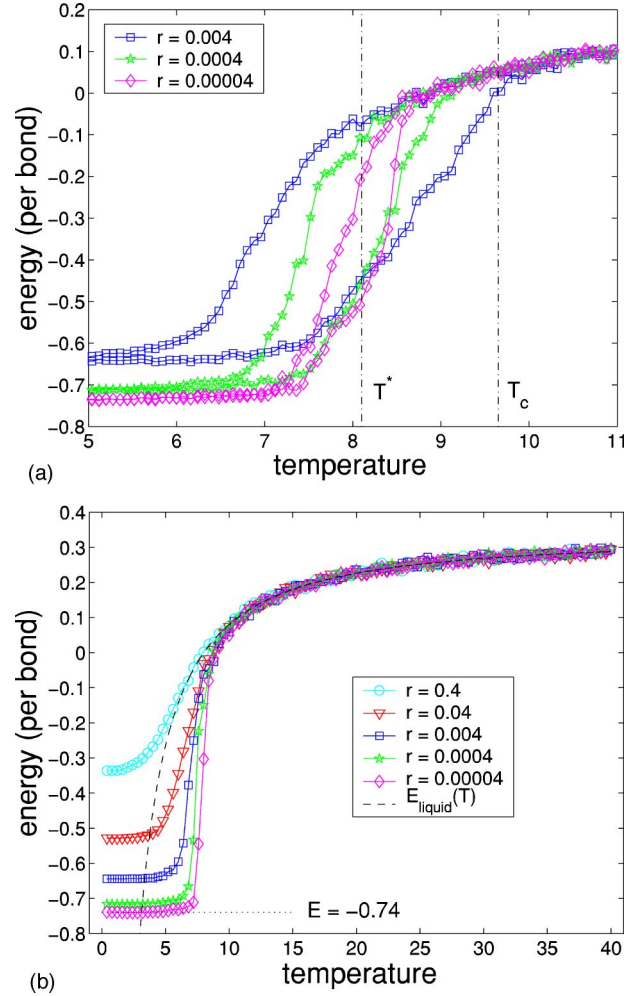 0.1
0
-0.1
-0.2
-0.3
-0.4
-0.5
-0.6
-0.7
-0.8
energy (per bond)
r = 0.004
r = 0.0004
r = 0.00004
T*
Tc
5 6 7 8 9 10 11
temperature
(a)
0.4
0.3
0.2
0.1
0
-0.1
-0.2
-0.3
-0.4
-0.5
-0.6
-0.7
-0.8
energy (per bond)
r = 0.4
r = 0.04
r = 0.004
r = 0.0004
r = 0.00004
Eliquid(T)
E = -0.74
0 5 10 15 20 25 30 35 40
temperature
(b)